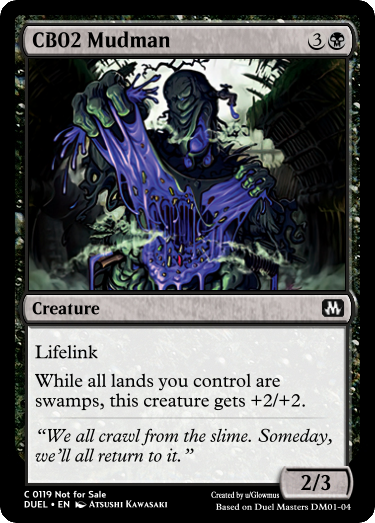 CBO2 Mudman 3
Creature
Lifelink
While all lands you control are
swamps, this creature gets +2/+2.
“We all crawl from the slime. Someday,
we’ll all return to it.”
2/3
C 0119 Not for Sale
DUEL • EN Atsushi Kawasaki
Created by u/Glowmus
Based on Duel Masters DM01-04